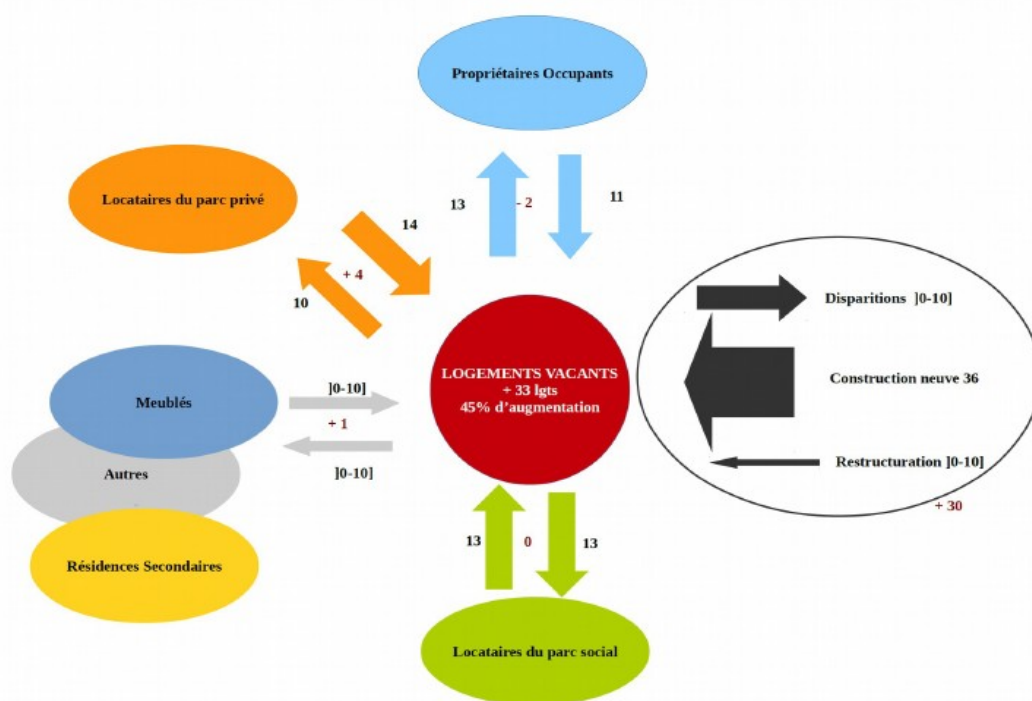 Propriétaires Occupants
13
- 2
11
Locataires du parc privé
14
+ 4
10
Disparitions ]0-10]
Construction neuve 36
Restructuration ]0-10]
+ 30
LOGEMENTS VACANTS
+ 33 lgts
45% d’augmentation
Meublés
]0-10]
+ 1
]0-10]
Autres
Résidences Secondaires
13
0
13
Locataires du parc social